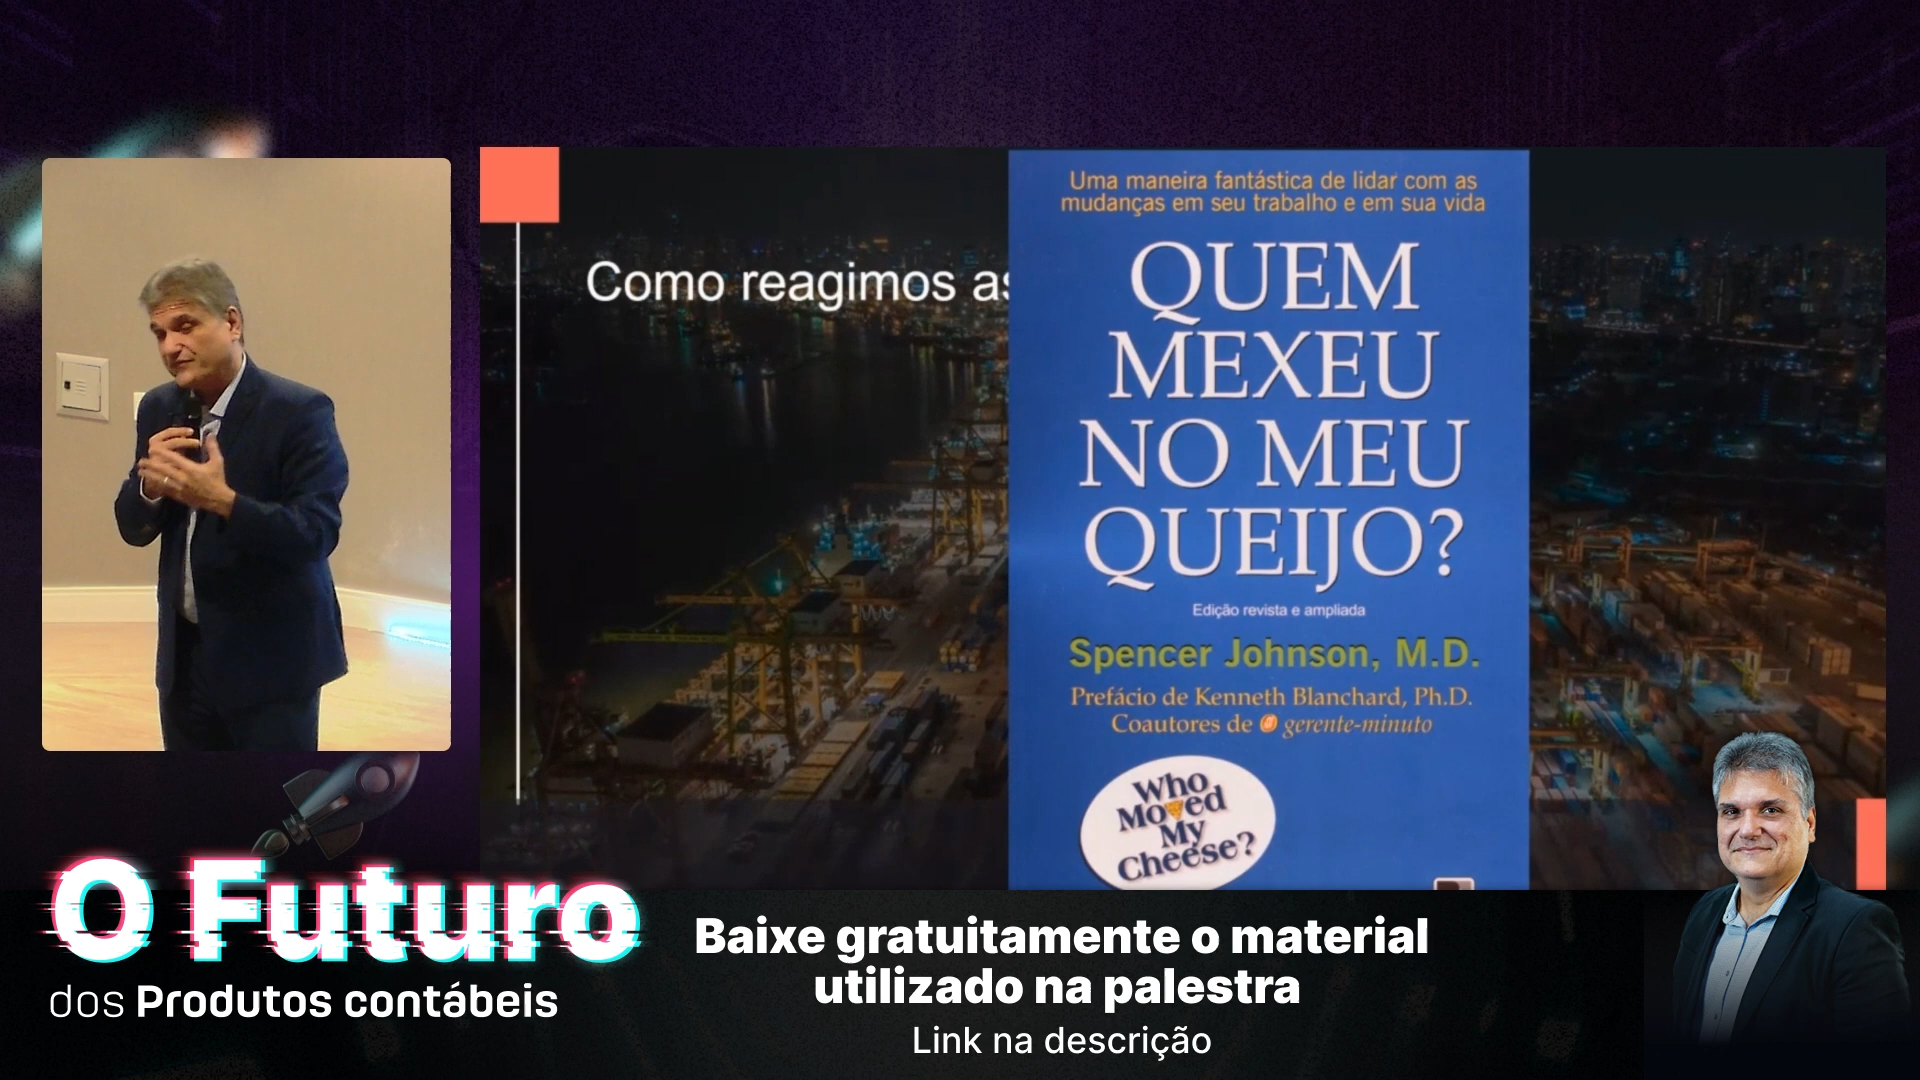 Como reagimos as
Uma maneira fantástica de lidar com as
mudanças em seu trabalho e em sua vida
QUEM
MEXEU
NO MEU
QUEIJO?
Edição revista e ampliada
Spencer Johnson, M.D.
Prefácio de Kenneth Blanchard, Ph.D.
Coautores de O gerente-minuto
Who
Moved
My
Cheese?
O Futuro
dos Produtos contábeis
Baixe gratuitamente o material
utilizado na palestra
Link na descrição